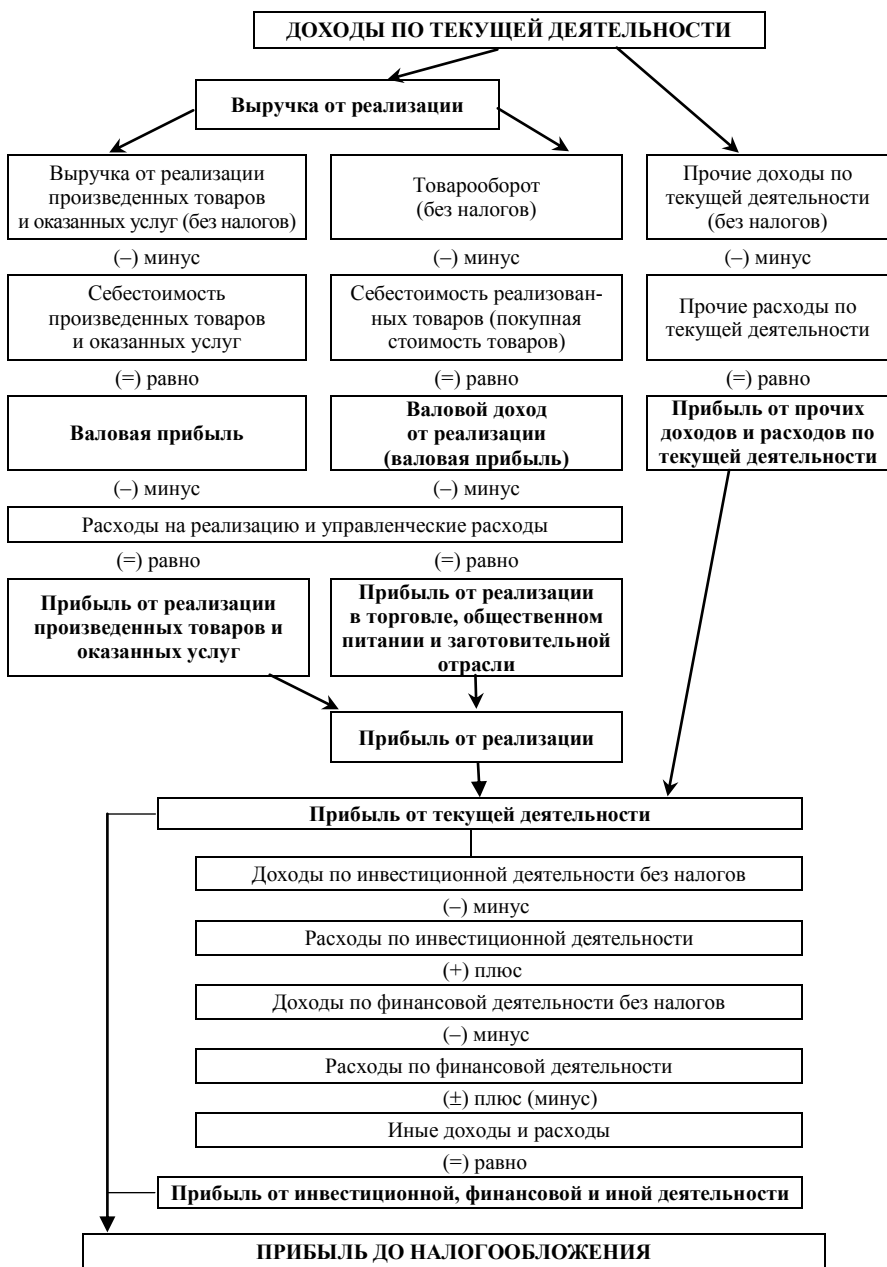 ДОХОДЫ ПО ТЕКУЩЕЙ ДЕЯТЕЛЬНОСТИ
Выручка от реализации
Выручка от реализации
произведенных товаров
и оказанных услуг (без налогов)
Товарооборот
(без налогов)
Прочие доходы по
текущей деятельности
(без налогов)
(–) минус
(–) минус
(–) минус
Себестоимость
произведенных товаров
и оказанных услуг
Себестоимость реализован-
ных товаров (покупная
стоимость товаров)
Прочие расходы по
текущей деятельности
(=) равно
(=) равно
(=) равно
Валовая прибыль
Валовой доход
от реализации
(валовая прибыль)
Прибыль от прочих
доходов и расходов по
текущей деятельности
(–) минус
(–) минус
Расходы на реализацию и управленческие расходы
(=) равно
(=) равно
Прибыль от реализации
произведенных товаров и
оказанных услуг
Прибыль от реализации
в торговле, общественном
питании и заготовительной
отрасли
Прибыль от реализации
Прибыль от текущей деятельности
Доходы по инвестиционной деятельности без налогов
(–) минус
Расходы по инвестиционной деятельности
(+) плюс
Доходы по финансовой деятельности без налогов
(–) минус
Расходы по финансовой деятельности
(±) плюс (минус)
Иные доходы и расходы
(=) равно
Прибыль от инвестиционной, финансовой и иной деятельности
ПРИБЫЛЬ ДО НАЛОГООБЛОЖЕНИЯ